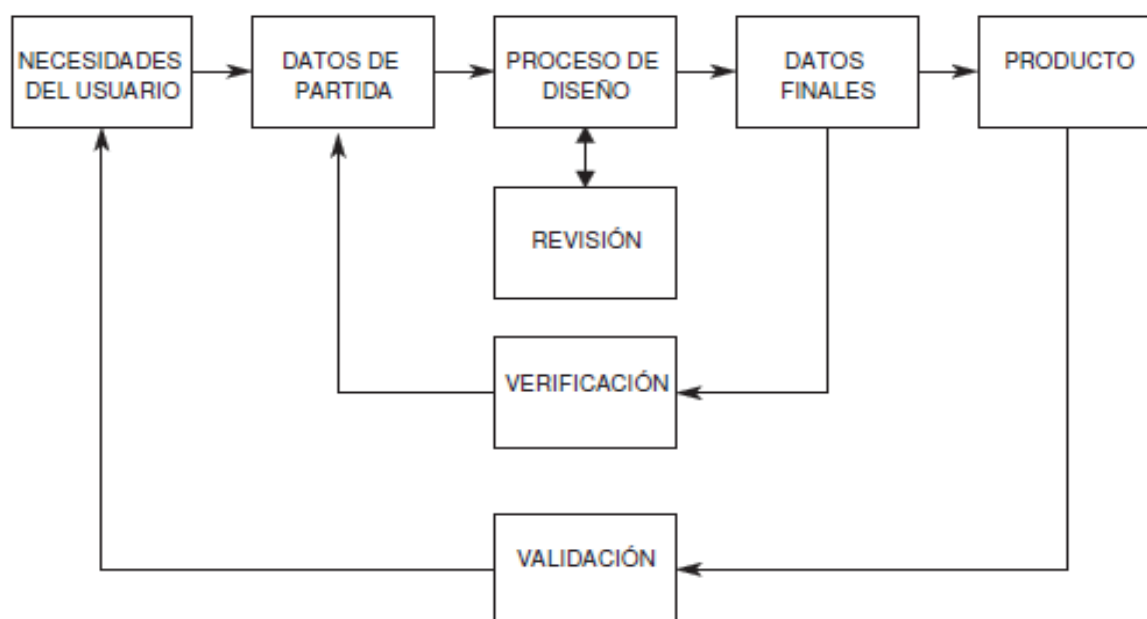 NECESIDADES
DEL USUARIO
DATOS DE
PARTIDA
PROCESO DE
DISEÑO
DATOS
FINALES
PRODUCTO
REVISIÓN
VERIFICACIÓN
VALIDACIÓN